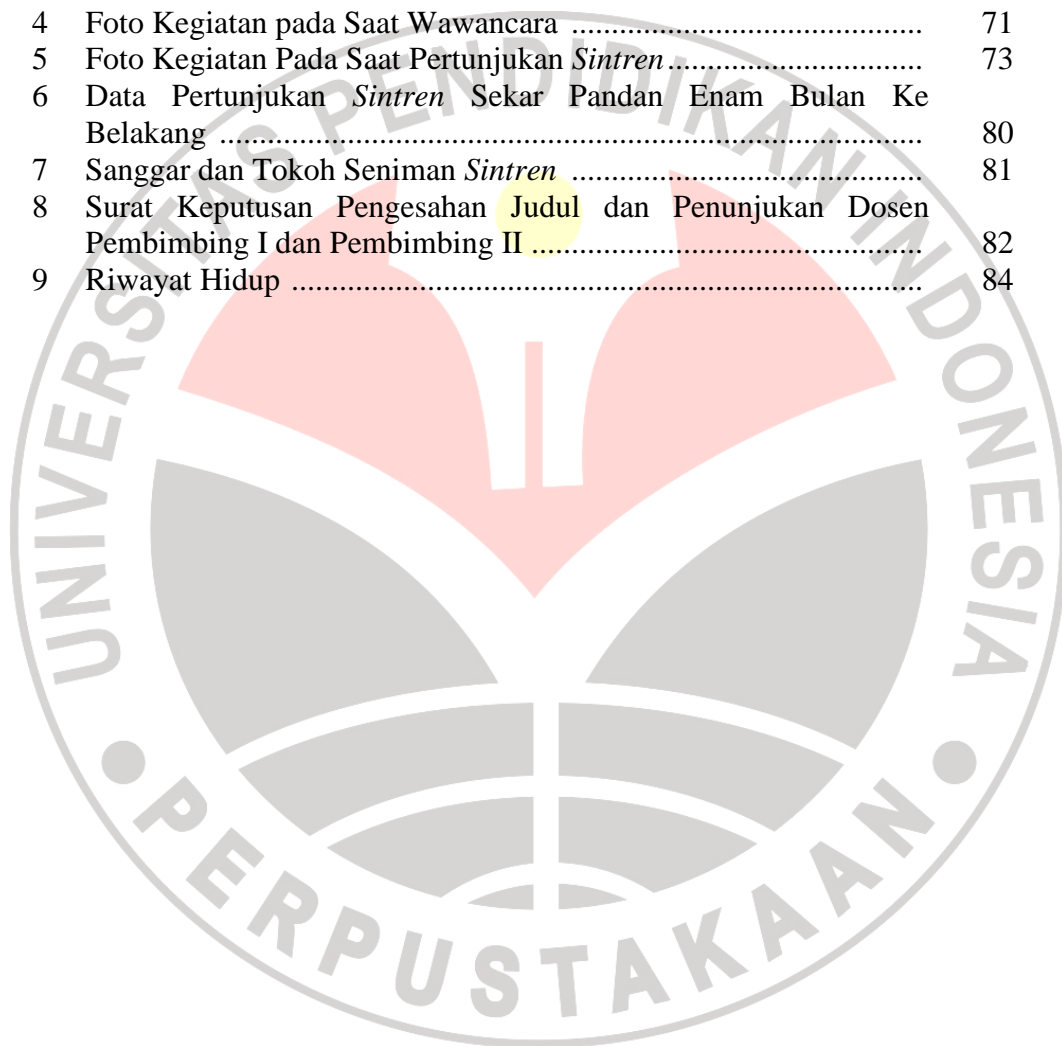 4 Foto Kegiatan pada Saat Wawancara ..................................... 71
5 Foto Kegiatan Pada Saat Pertunjukan Sintren .............................. 73
6 Data Pertunjukan Sintren Sekar Pandan Enam Bulan Ke
Belakang .......................................................................... 80
7 Sanggar dan Tokoh Seniman Sintren ..................................... 81
8 Surat Keputusan Pengesahan Judul dan Penunjukan Dosen
Pembimbing I dan Pembimbing II ......................................... 82
9 Riwayat Hidup .................................................................. 84
UNIVERSITAS PENDIDIKAN INDONESIA
PERPUSTAKAAN